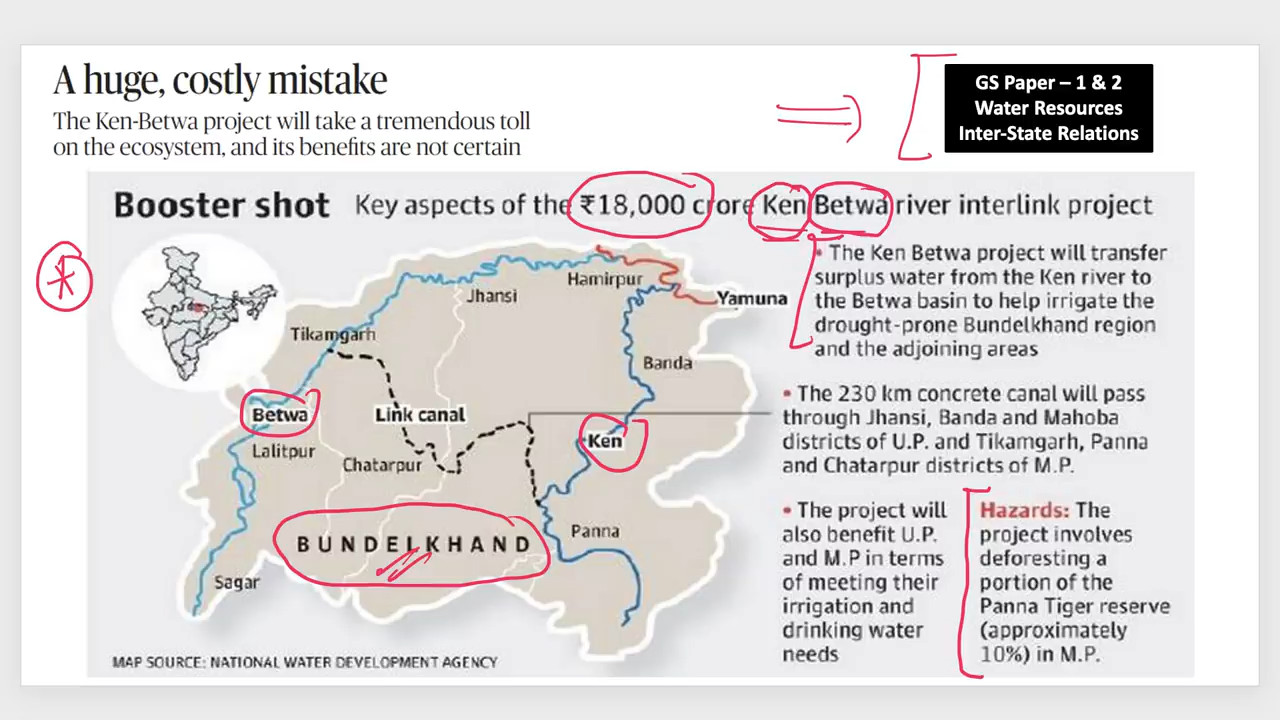 A huge, costly mistake
The Ken-Betwa project will take a tremendous toll
on the ecosystem, and its benefits are not certain
GS Paper – 1 & 2
Water Resources
Inter-State Relations
Booster shot Key aspects of the ₹18,000 crore Ken Betwa river interlink project
Hamirpur
Jhansi
Yamuna
Tikamgarh
Banda
Betwa
Link canal
Ken
Lalitpur
Chatarpur
BUNDELKHAND
Panna
Sagar
MAP SOURCE: NATIONAL WATER DEVELOPMENT AGENCY
• The Ken Betwa project will transfer
surplus water from the Ken river to
the Betwa basin to help irrigate the
drought-prone Bundelkhand region
and the adjoining areas
• The 230 km concrete canal will pass
through Jhansi, Banda and Mahoba
districts of U.P. and Tikamgarh, Panna
and Chatarpur districts of M.P.
• The project will
also benefit U.P.
and M.P in terms
of meeting their
irrigation and
drinking water
needs
Hazards: The
project involves
deforesting a
portion of the
Panna Tiger reserve
(approximately
10%) in M.P.